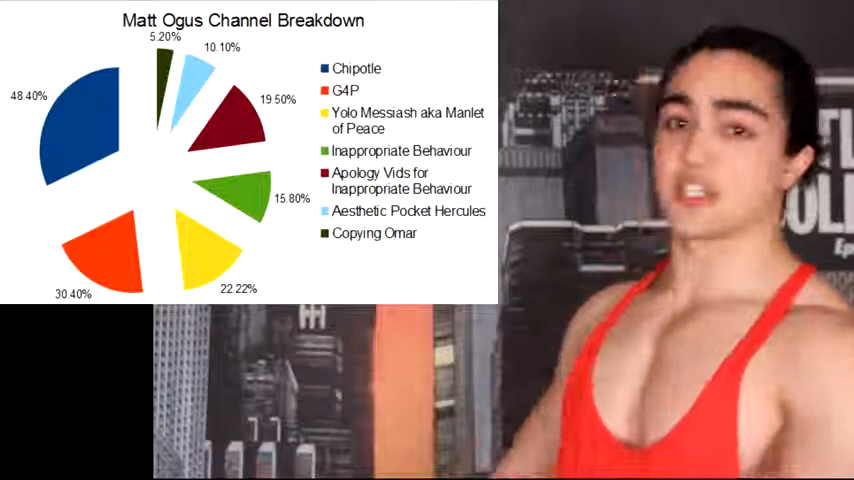 Matt Ogus Channel Breakdown
5.20%
10.10%
48.40%
19.50%
15.80%
30.40%
22.22%
Chipotle
G4P
Yolo Messiash aka Manlet
of Peace
Inappropriate Behaviour
Apology Vids for
Inappropriate Behaviour
Aesthetic Pocket Hercules
Copying Omar